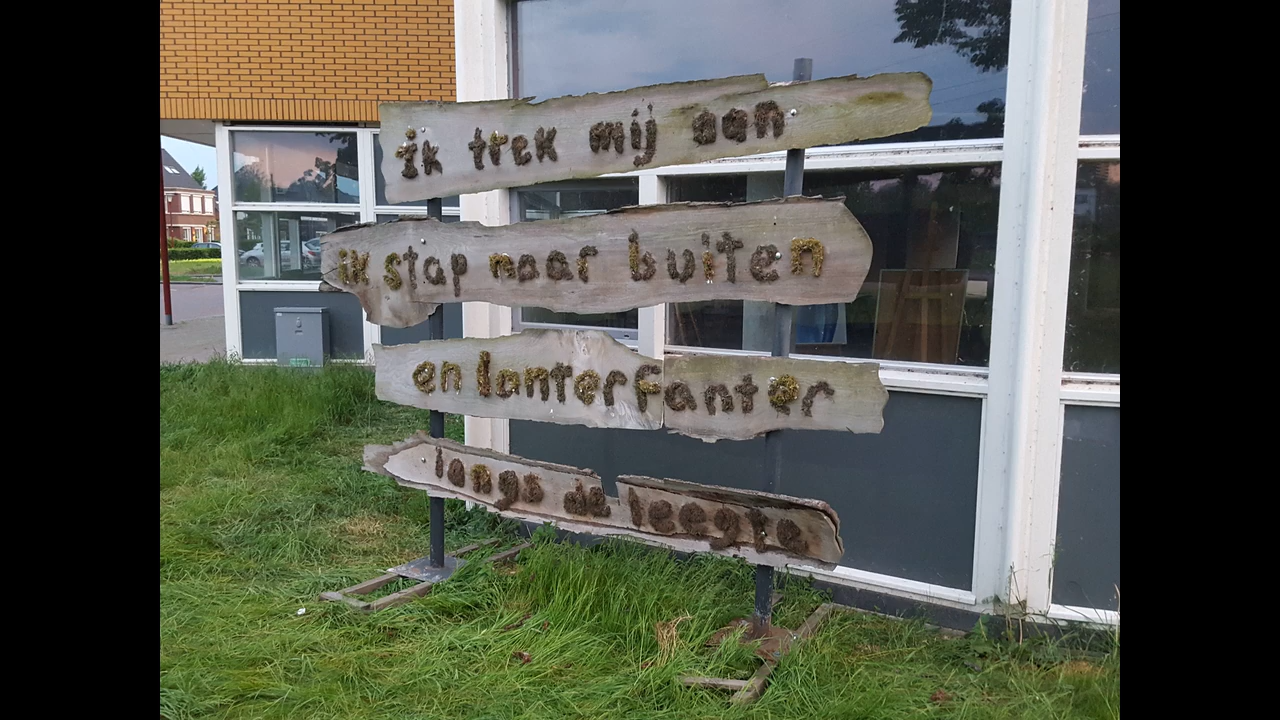 ik trek mij aan
ik stap naar buiten
en lanterfanter
langs de leegte